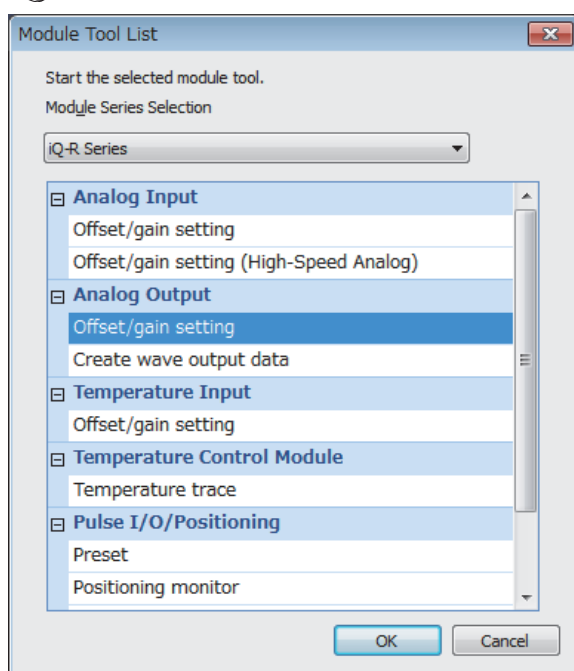 Module Tool List
Start the selected module tool.
Module Series Selection
iQ-R Series
Analog Input
Offset/gain setting
Offset/gain setting (High-Speed Analog)
Analog Output
Offset/gain setting
Create wave output data
Temperature Input
Offset/gain setting
Temperature Control Module
Temperature trace
Pulse I/O/Positioning
Preset
Positioning monitor
OK Cancel